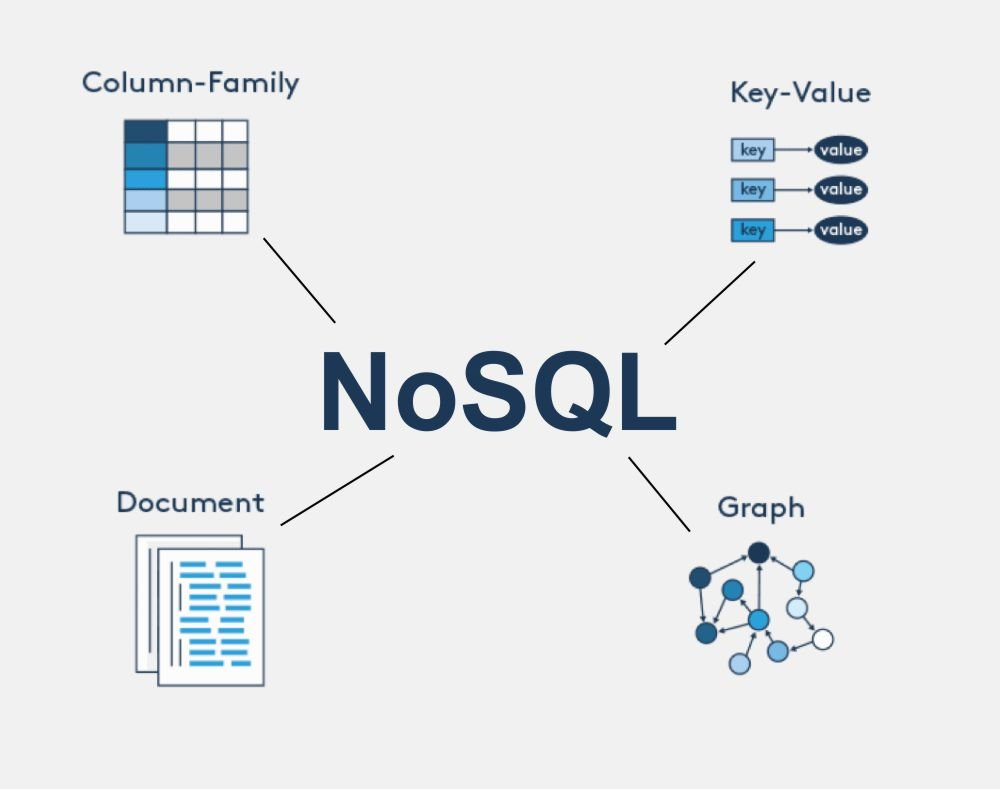 Column-Family
Key-Value
key value
key value
key value
NoSQL
Document
Graph